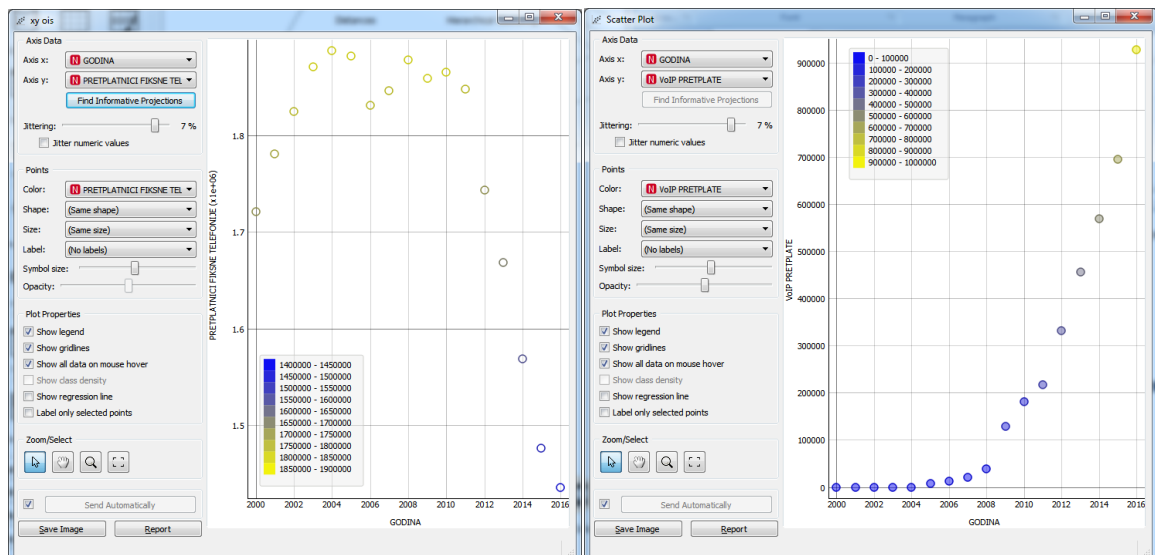 Distances
Hierarchical
xy ois
Axis Data
Axis x: GODINA
Axis y: PRETPLATNICI FIKSNE TEL
Find Informative Projections
Jittering: 7 %
Jitter numeric values
Points
Color: PRETPLATNICI FIKSNE TEL
Shape: (Same shape)
Size: (Same size)
Label: (No labels)
Symbol size:
Opacity:
Plot Properties
Show legend
Show gridlines
Show all data on mouse hover
Show class density
Show regression line
Label only selected points
Zoom/Select
Send Automatically
Save Image Report
PRETPLATNICI FIKSNE TELEFONIJE (x1e+06)
1.8
1.7
1.6
1.5
1400000 - 1450000
1450000 - 1500000
1500000 - 1550000
1550000 - 1600000
1600000 - 1650000
1650000 - 1700000
1700000 - 1750000
1750000 - 1800000
1800000 - 1850000
1850000 - 1900000
2000 2002 2004 2006 2008 2010 2012 2014 2016
GODINA
Scatter Plot
Axis Data
Axis x: GODINA
Axis y: VoIP PRETPLATE
Find Informative Projections
Jittering: 7 %
Jitter numeric values
Points
Color: VoIP PRETPLATE
Shape: (Same shape)
Size: (Same size)
Label: (No labels)
Symbol size:
Opacity:
Plot Properties
Show legend
Show gridlines
Show all data on mouse hover
Show class density
Show regression line
Label only selected points
Zoom/Select
Send Automatically
Save Image Report
VoIP PRETPLATE
900000
800000
700000
600000
500000
400000
300000
200000
100000
0
0 - 100000
100000 - 200000
200000 - 300000
300000 - 400000
400000 - 500000
500000 - 600000
600000 - 700000
700000 - 800000
800000 - 900000
900000 - 1000000
2000 2002 2004 2006 2008 2010 2012 2014 2016
GODINA